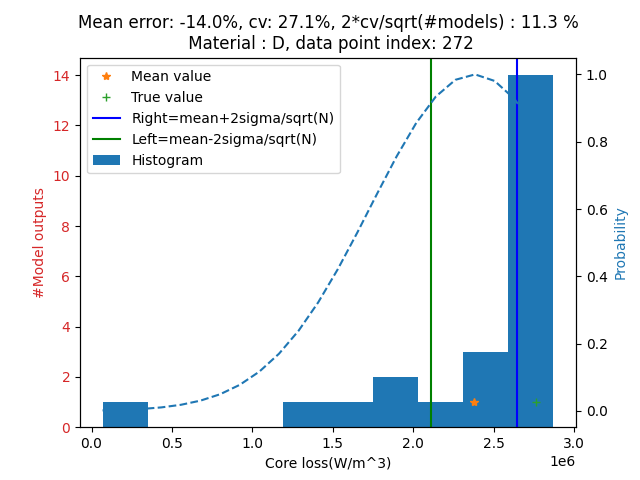 Mean error: -14.0%, cv: 27.1%, 2*cv/sqrt(#models) : 11.3 %
Material : D, data point index: 272
Mean value
True value
Right=mean+2sigma/sqrt(N)
Left=mean-2sigma/sqrt(N)
Histogram
#Model outputs
14
12
10
8
6
4
2
0
1.0
0.8
0.6
0.4
0.2
0.0
Probability
0.0 0.5 1.0 1.5 2.0 2.5 3.0
1e6
Core loss(W/m^3)